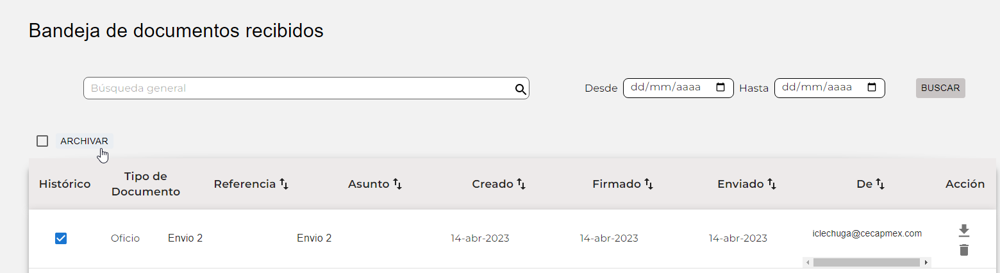 Bandeja de documentos recibidos
Búsqueda general
Desde dd/mm/aaaa Hasta dd/mm/aaaa BUSCAR
ARCHIVAR
Histórico Tipo de Documento Referencia Asunto Creado Firmado Enviado De Acción
Oficio Envio 2 Envio 2 14-abr-2023 14-abr-2023 14-abr-2023 iclechuga@cecapmex.com